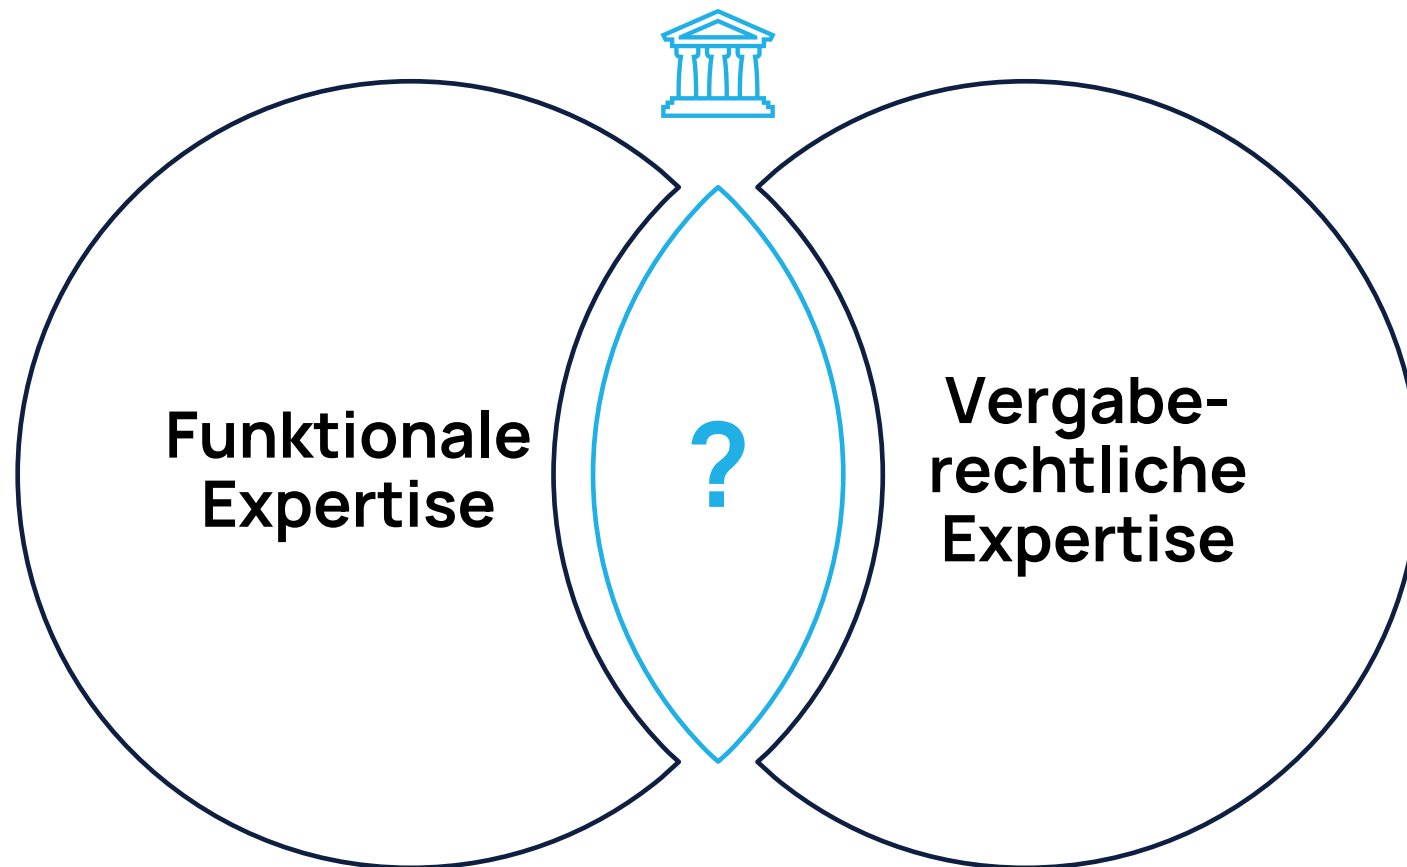 Funktionale
Expertise
?
Vergabe-
rechtliche
Expertise